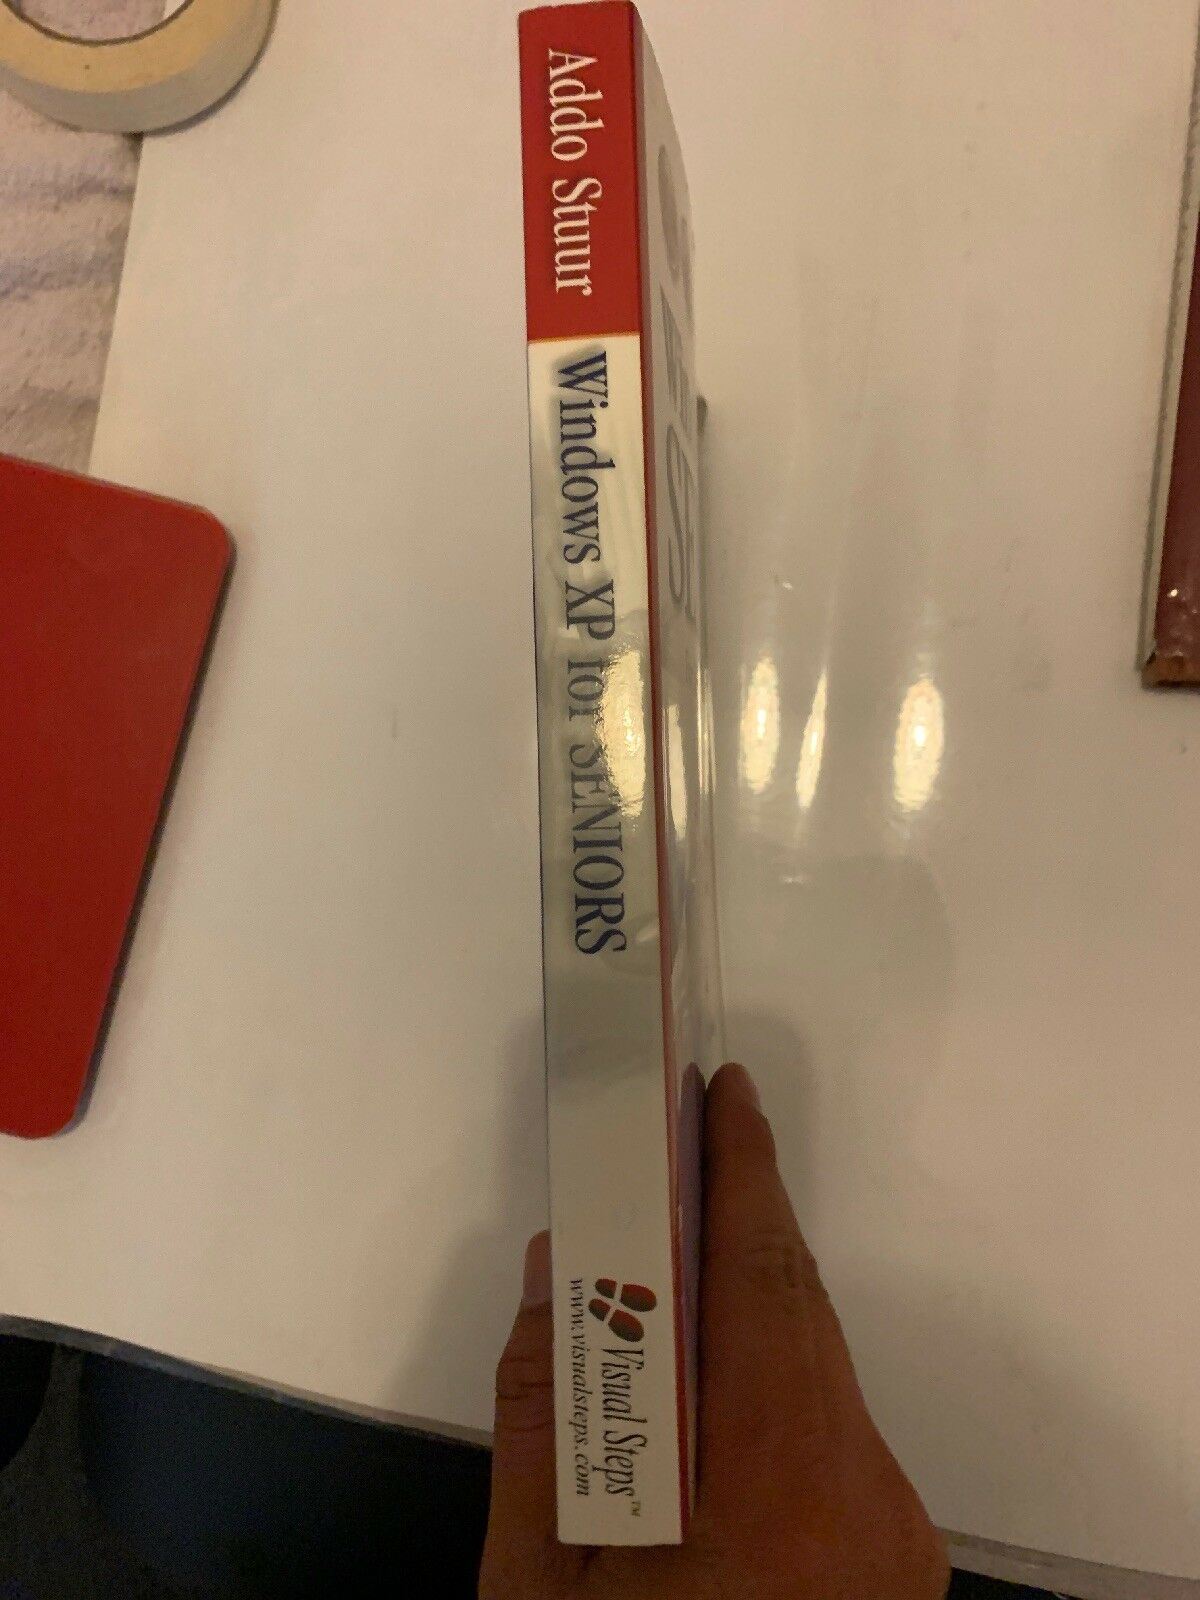 Addo Stuur
Windows XP for SENIORS
Visual Steps™
www.visualsteps.com